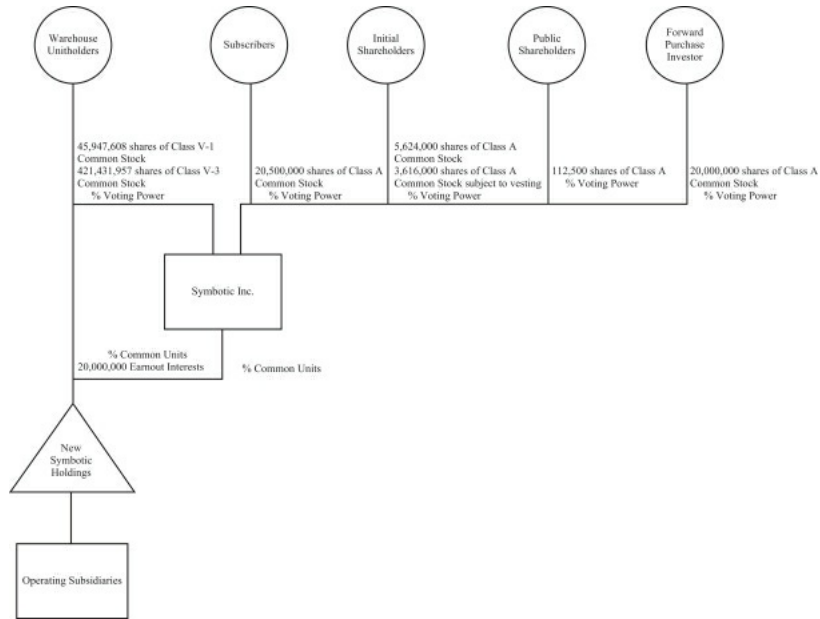 Warehouse
Unitholders
Subscribers
Initial
Shareholders
Public
Shareholders
Forward
Purchase
Investor
45,947,608 shares of Class V-1
Common Stock
421,431,957 shares of Class V-3
Common Stock
% Voting Power
20,500,000 shares of Class A
Common Stock
% Voting Power
5,624,000 shares of Class A
Common Stock
3,616,000 shares of Class A
Common Stock subject to vesting
% Voting Power
112,500 shares of Class A
% Voting Power
20,000,000 shares of Class A
Common Stock
% Voting Power
Symbotic Inc.
% Common Units
20,000,000 Earnout Interests
% Common Units
New
Symbotic
Holdings
Operating Subsidiaries